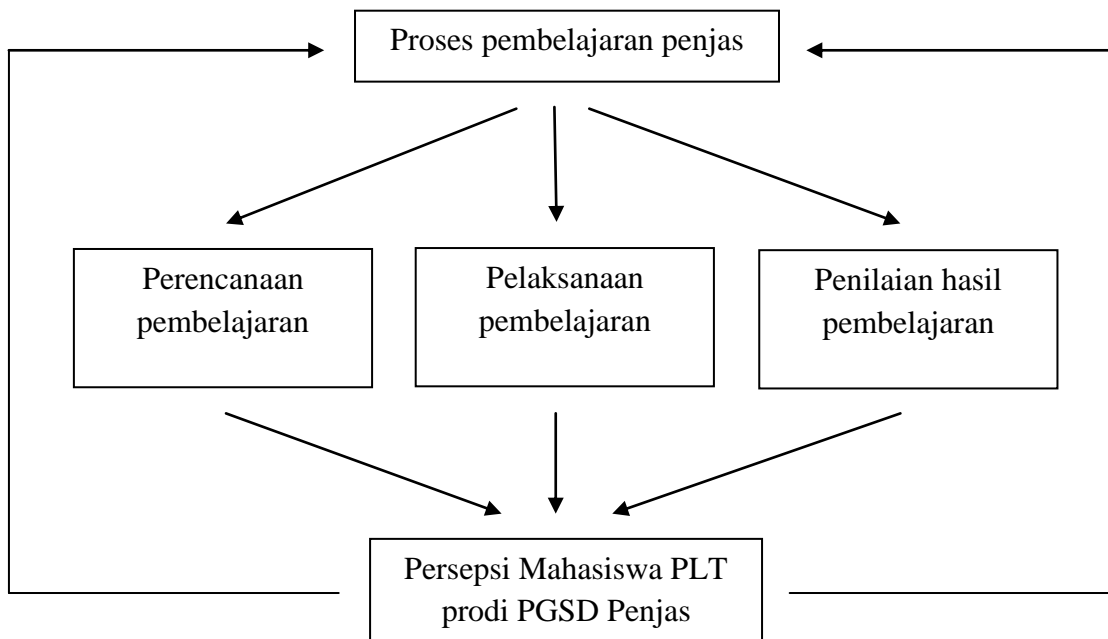 Proses pembelajaran penjas
Perencanaan
pembelajaran
Pelaksanaan
pembelajaran
Penilaian hasil
pembelajaran
Persepsi Mahasiswa PLT
prodi PGSD Penjas